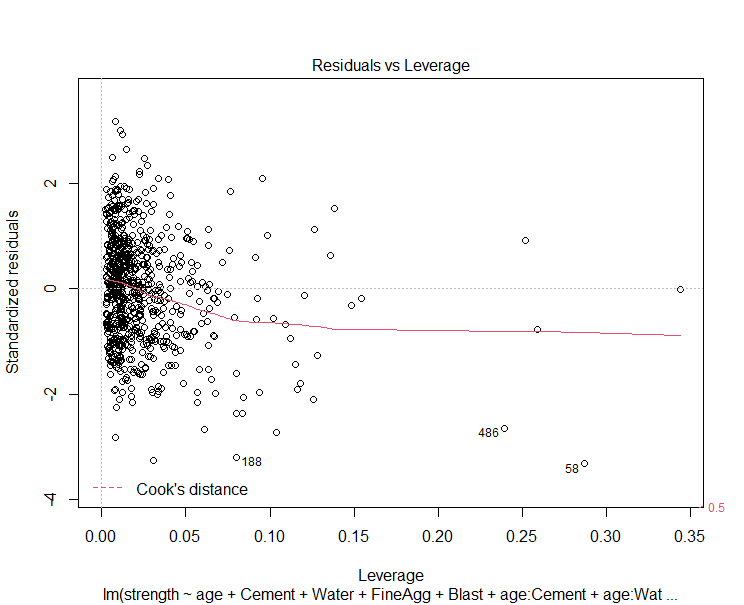 Residuals vs Leverage
Standardized residuals
2
0
-2
-4
486
58
188
Cook's distance
0.5
0.00 0.05 0.10 0.15 0.20 0.25 0.30 0.35
Leverage
lm(strength ~ age + Cement + Water + FineAgg + Blast + age:Cement + age:Wat ...